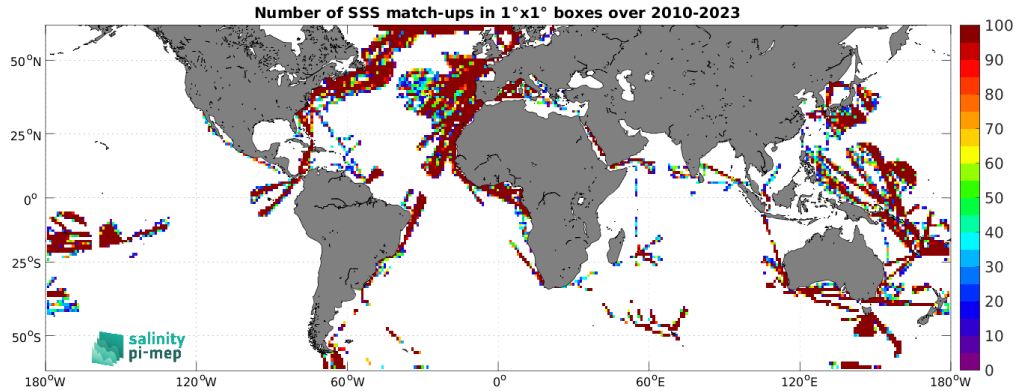 Number of SSS match-ups in 1°x1° boxes over 2010-2023
50°N
25°N
0°
25°S
50°S
180°W
120°W
60°W
0°
60°E
120°E
180°W
100
90
80
70
60
50
40
30
20
10
0
salinity
pi-mep